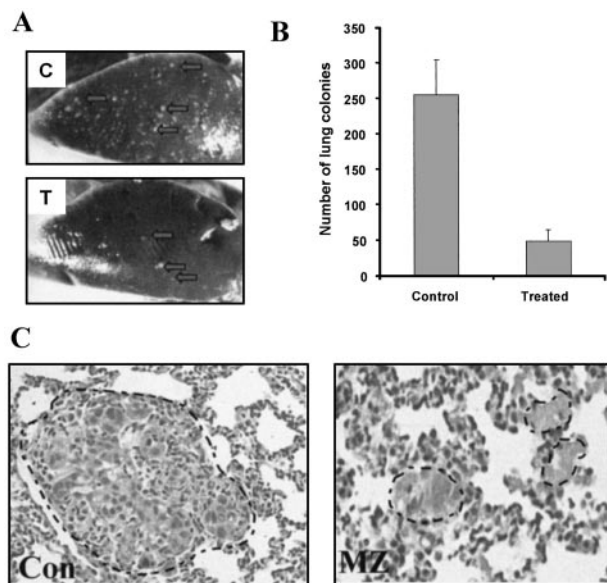 A
C
T
B
Number of lung colonies
350
300
250
200
150
100
50
0
Control
Treated
C
Con
MZ